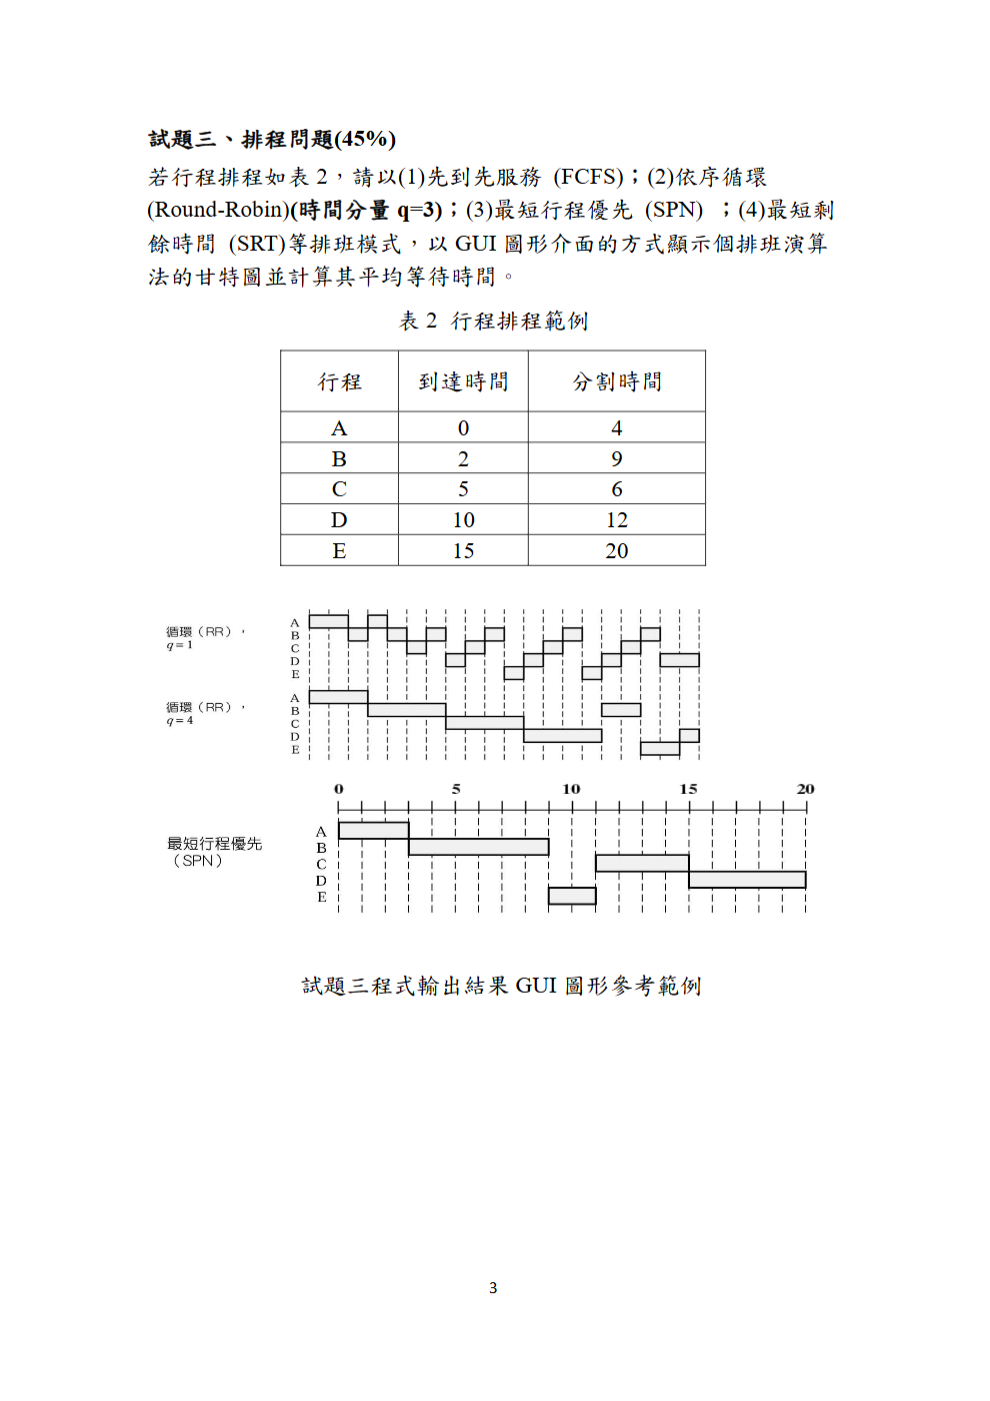 試題三、排程問題(45%)
若行程排程如表 2，請以(1)先到先服務 (FCFS)；(2)依序循環
(Round-Robin)(時間分量 q=3)；(3)最短行程優先 (SPN) ；(4)最短剩
餘時間 (SRT)等排班模式，以 GUI 圖形介面的方式顯示個排班演算
法的甘特圖並計算其平均等待時間。
表 2 行程排程範例
行程 到達時間 分割時間
A 0 4
B 2 9
C 5 6
D 10 12
E 15 20
循環（RR），
q = 1
A
B
C
D
E
循環（RR），
q = 4
A
B
C
D
E
0 5 10 15 20
最短行程優先
（SPN）
A
B
C
D
E
試題三程式輸出結果 GUI 圖形參考範例
3